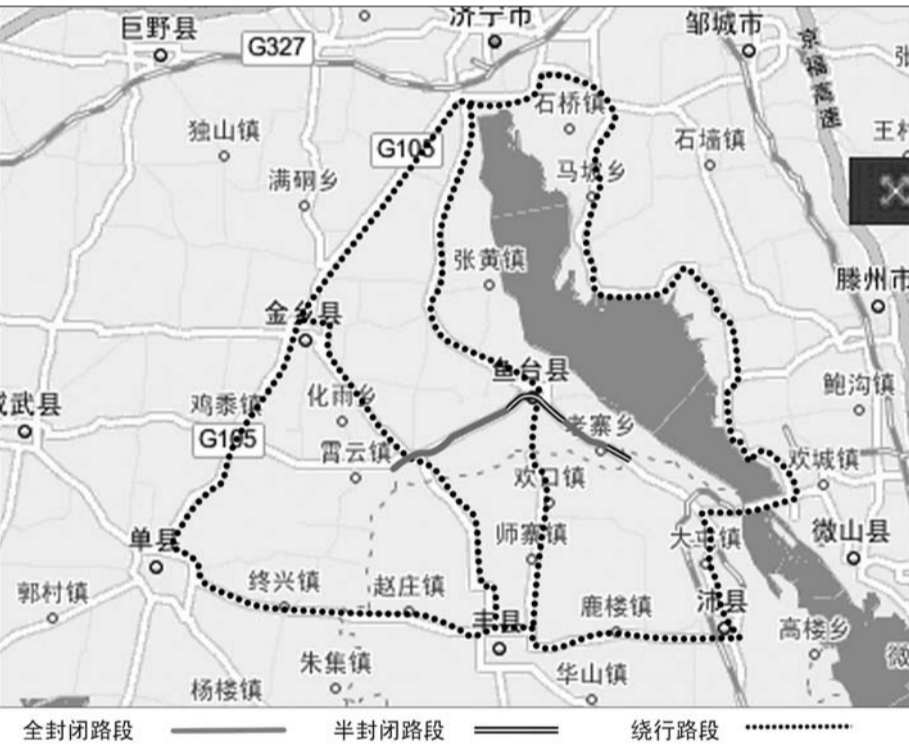 巨野县
济宁市
邹城市
G327
京福高速
石桥镇
独山镇
G105
石墙镇
王村
满硐乡
马坡乡
张黄镇
滕州市
金乡县
鱼台县
鲍沟镇
化雨乡
鸡黍镇
成武县
老寨乡
G105
霄云镇
欢城镇
欢口镇
师寨镇
大屯镇
微山县
单县
终兴镇
赵庄镇
郭村镇
鹿楼镇
沛县
丰县
高楼乡
微
朱集镇
华山镇
杨楼镇
全封闭路段 半封闭路段 绕行路段